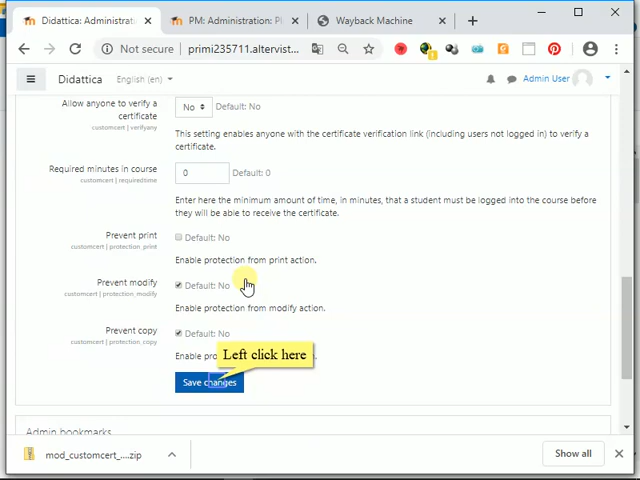 Didattica: Administrati
PM: Administration: Pl
Wayback Machine
Not secure
primi235711.altervist...
Didattica
English (en)
Admin User
Allow anyone to verify a
certificate
customcert | verifyany
No
Default: No
This setting enables anyone with the certificate verification link (including users not logged in) to verify a
certificate.
Required minutes in course
customcert | requiredtime
0
Default: 0
Enter here the minimum amount of time, in minutes, that a student must be logged into the course before
they will be able to receive the certificate.
Prevent print
customcert | protection_print
Default: No
Enable protection from print action.
Prevent modify
customcert | protection_modify
Default: No
Enable protection from modify action.
Prevent copy
customcert | protection_copy
Default: No
Left click here
Enable pro
Save changes
Admin bookmarks
mod_customcert_....zip
Show all